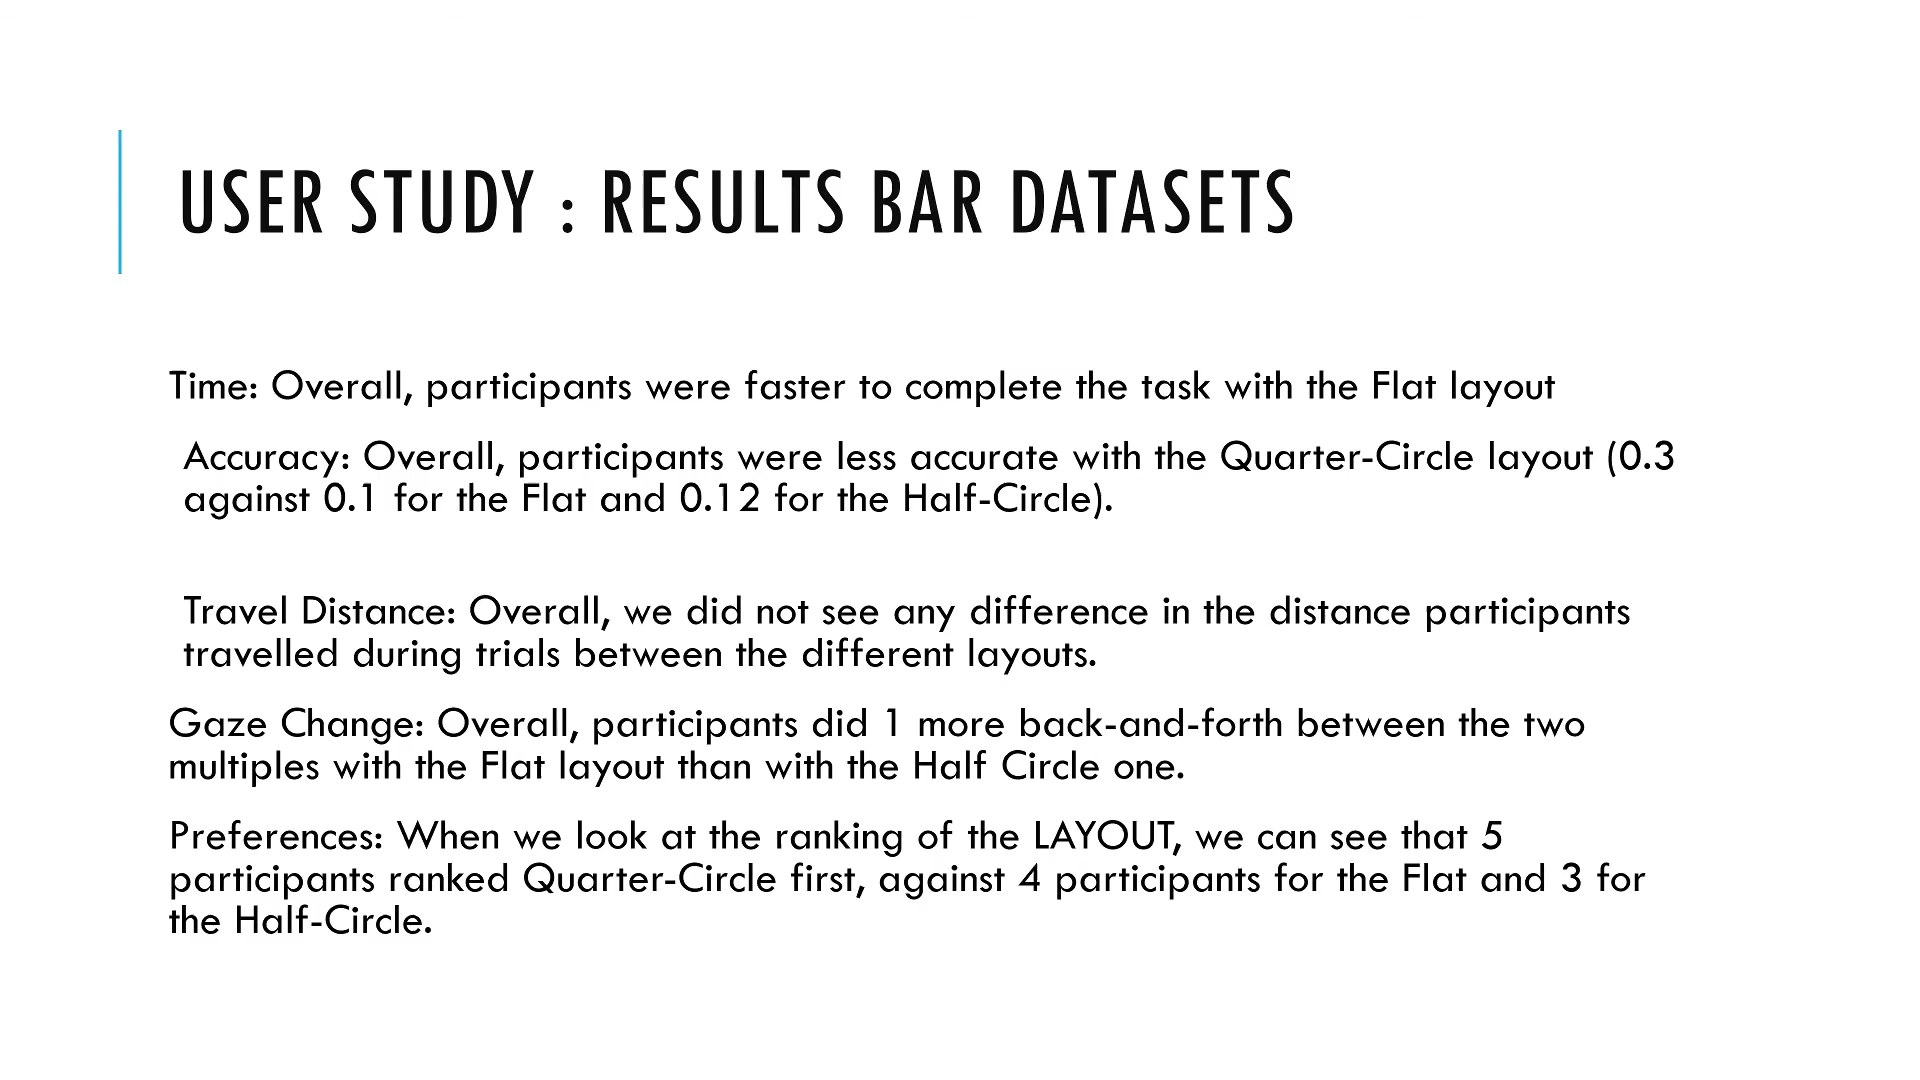 USER STUDY : RESULTS BAR DATASETS
Time: Overall, participants were faster to complete the task with the Flat layout
Accuracy: Overall, participants were less accurate with the Quarter-Circle layout (0.3
against 0.1 for the Flat and 0.12 for the Half-Circle).
Travel Distance: Overall, we did not see any difference in the distance participants
travelled during trials between the different layouts.
Gaze Change: Overall, participants did 1 more back-and-forth between the two
multiples with the Flat layout than with the Half Circle one.
Preferences: When we look at the ranking of the LAYOUT, we can see that 5
participants ranked Quarter-Circle first, against 4 participants for the Flat and 3 for
the Half-Circle.